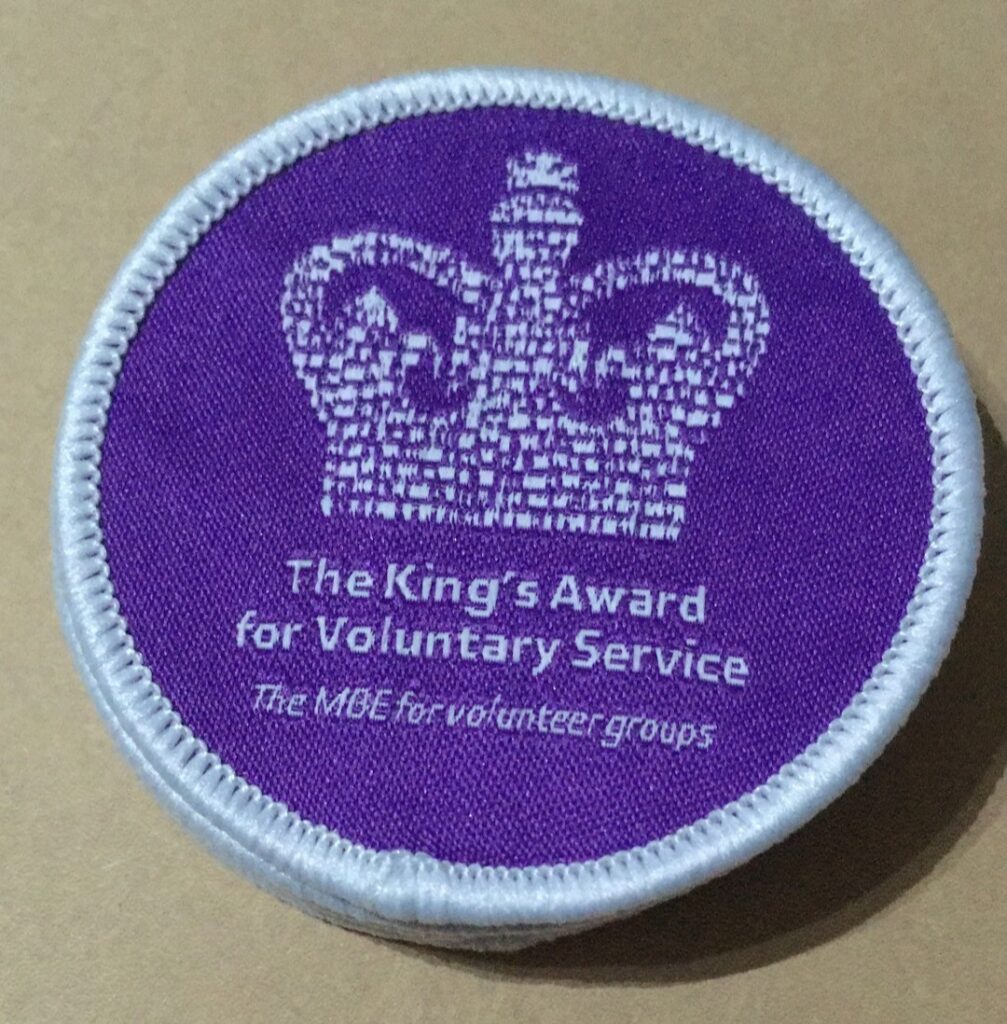 The King's Award
for Voluntary Service
The MBE for volunteer groups